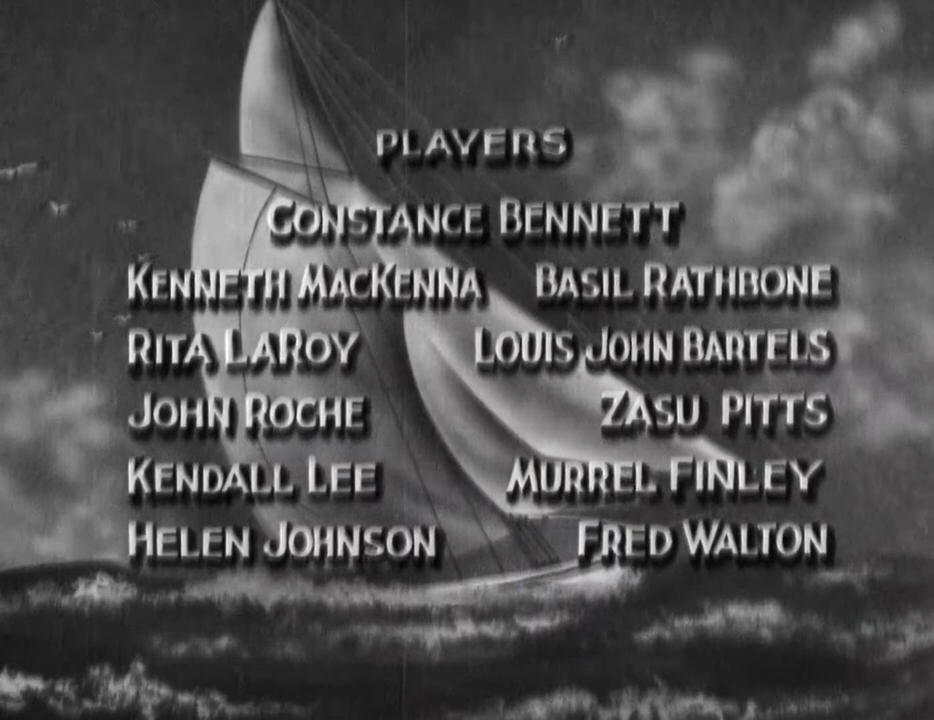 PLAYERS
CONSTANCE BENNETT
KENNETH MACKENNA BASIL RATHBONE
RITA LAROY LOUIS JOHN BARTELS
JOHN ROCHE ZASU PITTS
KENDALL LEE MURREL FINLEY
HELEN JOHNSON FRED WALTON